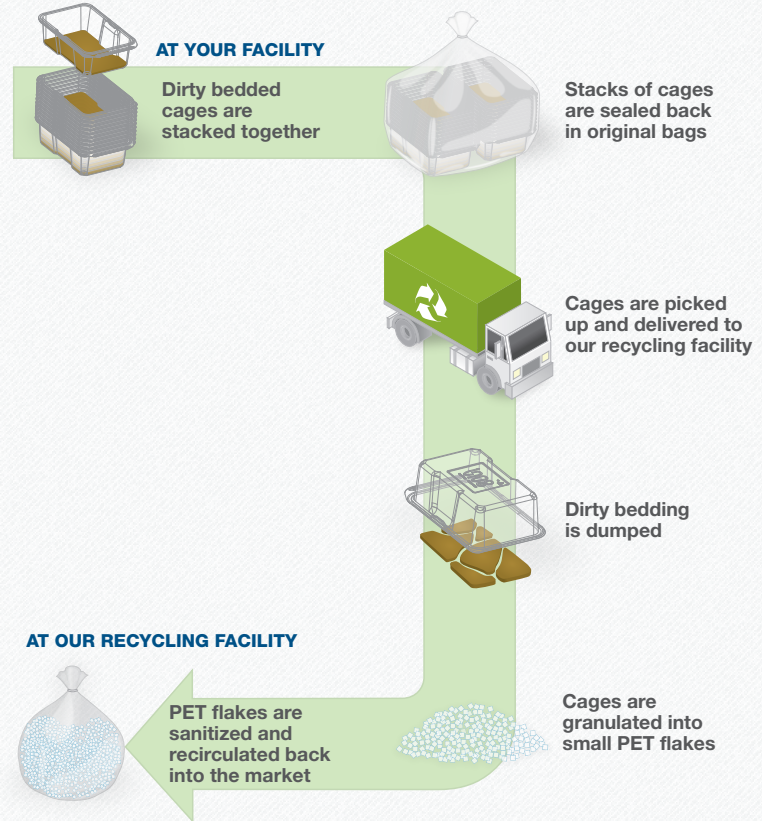 AT YOUR FACILITY
Dirty bedded
cages are
stacked together
Stacks of cages
are sealed back
in original bags
Cages are picked
up and delivered to
our recycling facility
Dirty bedding
is dumped
AT OUR RECYCLING FACILITY
Cages are
granulated into
small PET flakes
PET flakes are
sanitized and
recirculated back
into the market